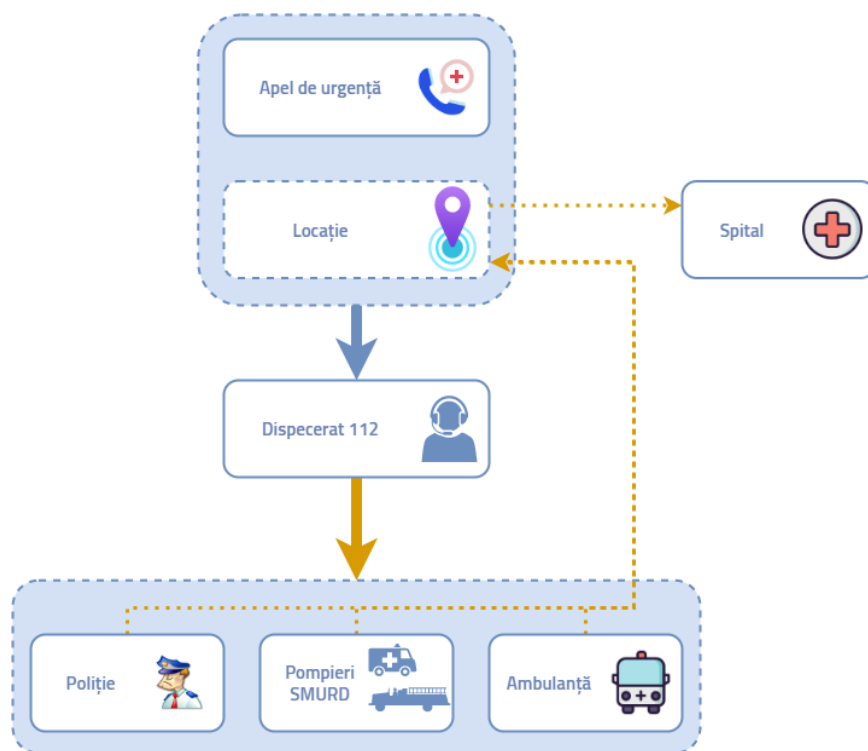 Apel de urgență
Locație
Spital
Dispecerat 112
Poliție
Pompieri
SMURD
Ambulanță